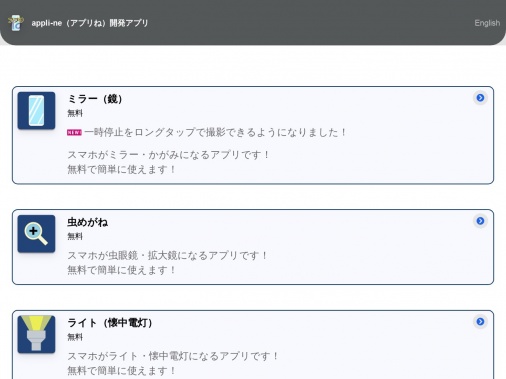 appli-ne（アプリね）開発アプリ
English
ミラー（鏡）
無料
NEW! 一時停止をロングタップで撮影できるようになりました！
スマホがミラー・かがみになるアプリです！
無料で簡単に使えます！
虫めがね
無料
スマホが虫眼鏡・拡大鏡になるアプリです！
無料で簡単に使えます！
ライト（懐中電灯）
無料
スマホがライト・懐中電灯になるアプリです！
無料で簡単に使えます！